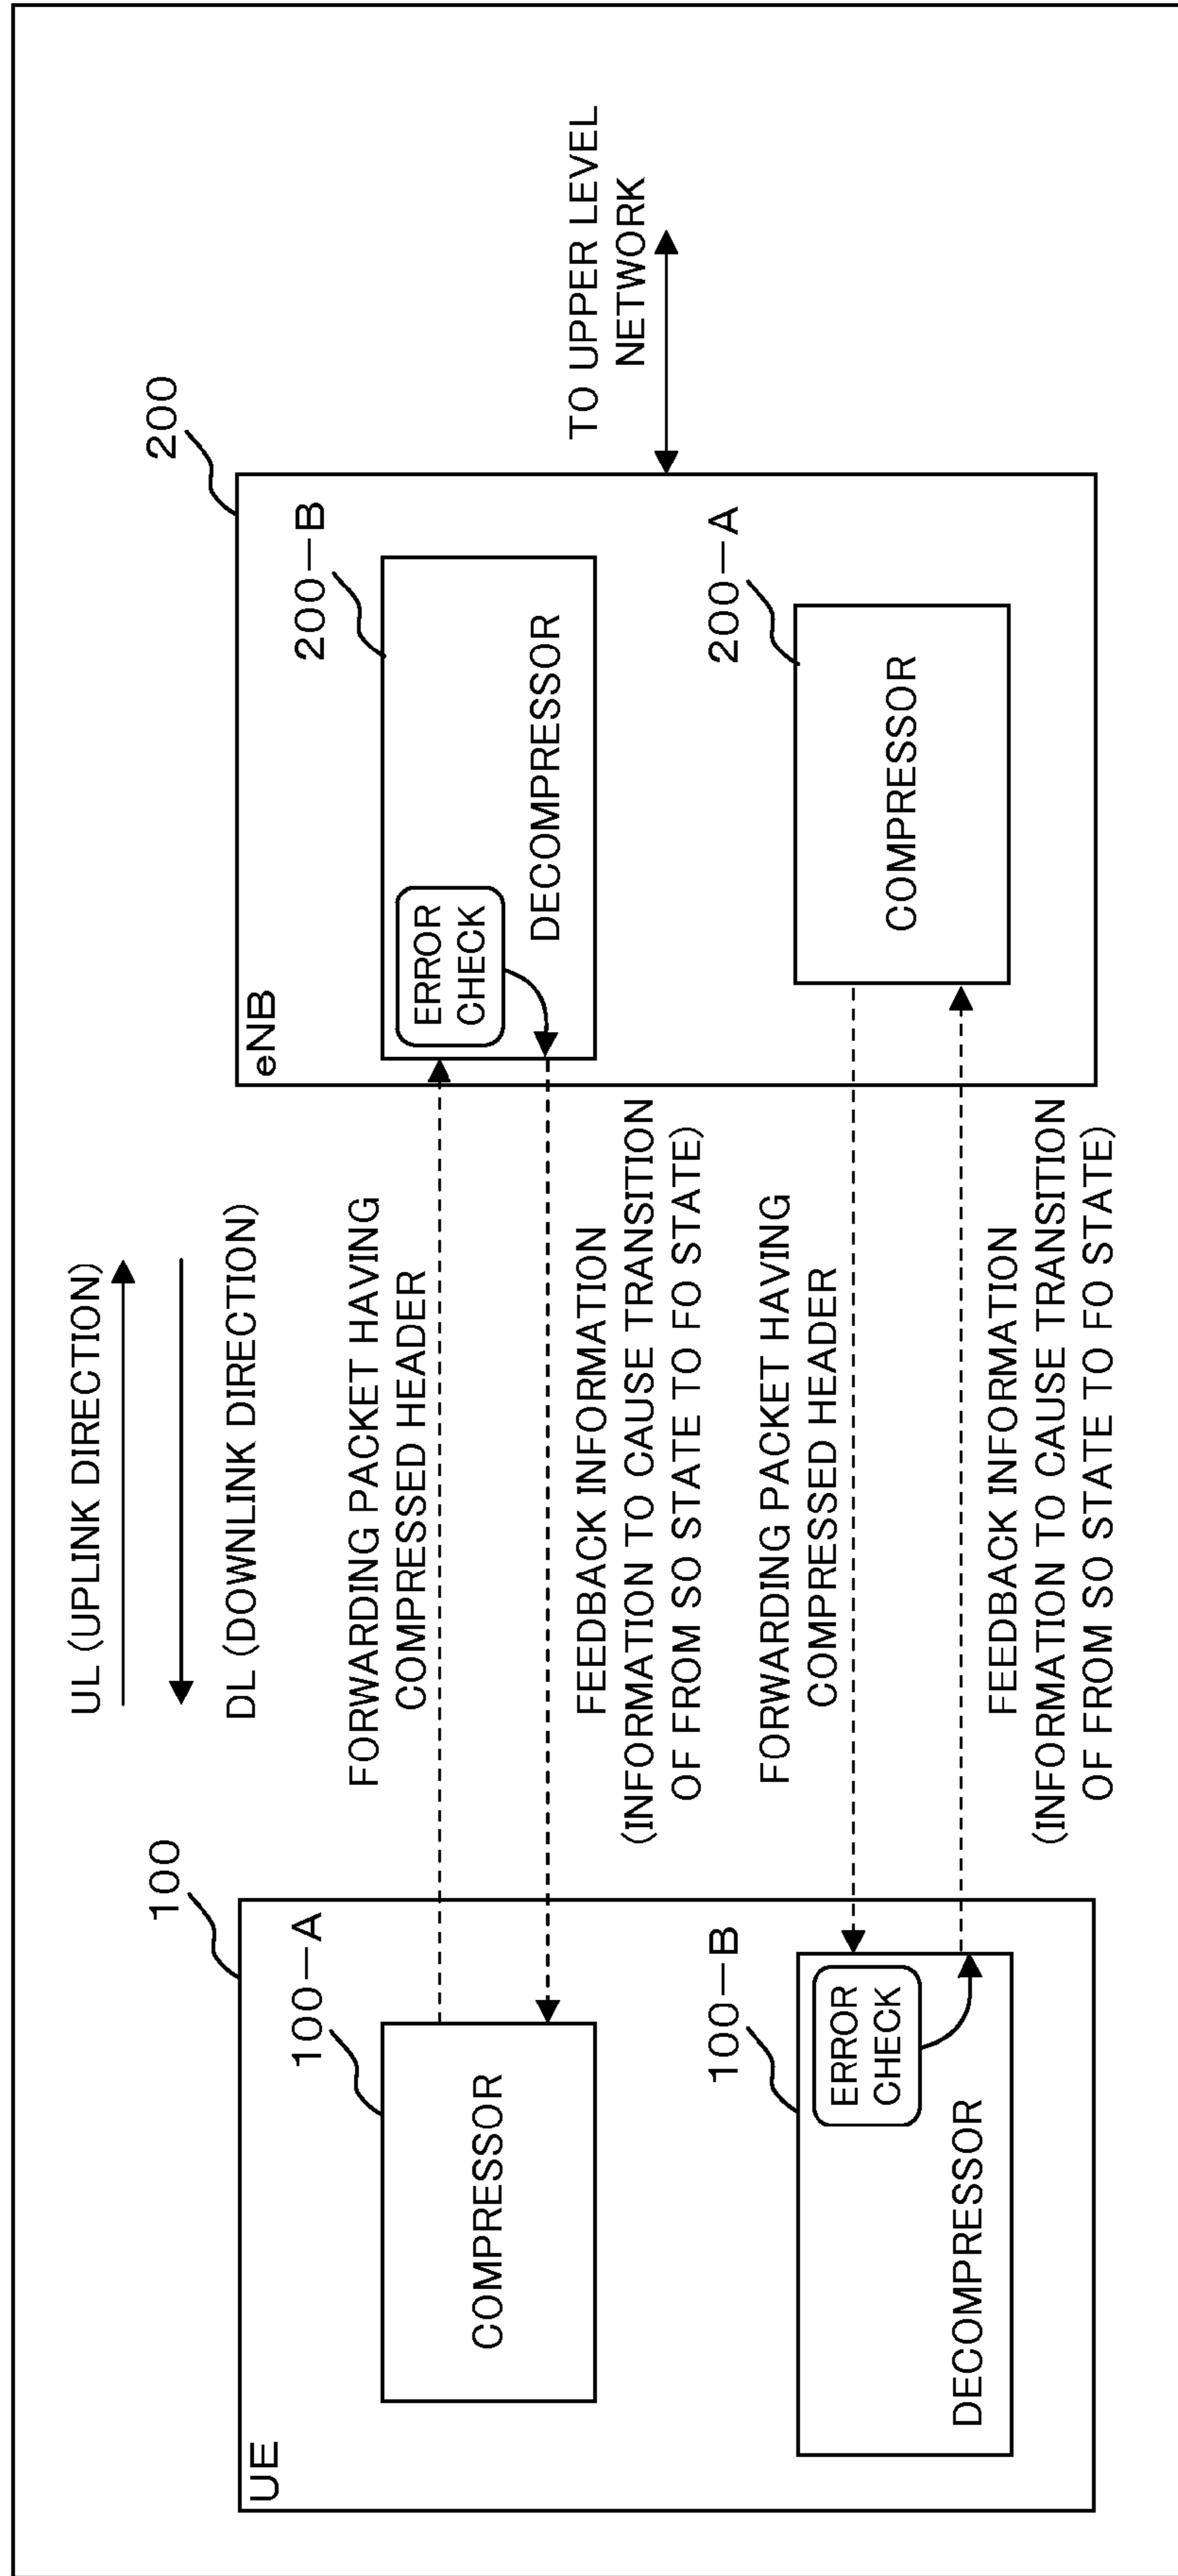 UL (UPLINK DIRECTION)
DL (DOWNLINK DIRECTION)
100
UE
100-A
COMPRESSOR
100-B
ERROR
CHECK
DECOMPRESSOR
FORWARDING PACKET HAVING
COMPRESSED HEADER
FEEDBACK INFORMATION
(INFORMATION TO CAUSE TRANSITION
OF FROM SO STATE TO FO STATE)
FORWARDING PACKET HAVING
COMPRESSED HEADER
FEEDBACK INFORMATION
(INFORMATION TO CAUSE TRANSITION
OF FROM SO STATE TO FO STATE)
200
eNB
200-B
ERROR
CHECK
DECOMPRESSOR
200-A
COMPRESSOR
TO UPPER LEVEL
NETWORK